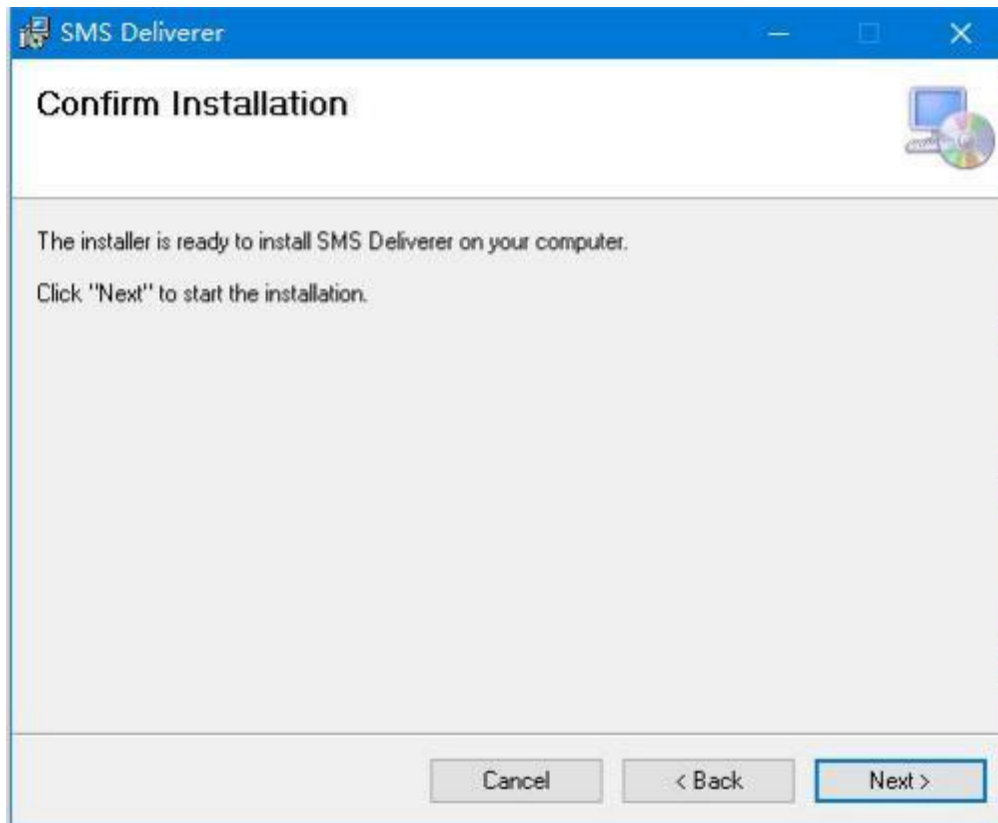 SMS Deliverer
Confirm Installation
The installer is ready to install SMS Deliverer on your computer.
Click "Next" to start the installation.
Cancel
< Back
Next >